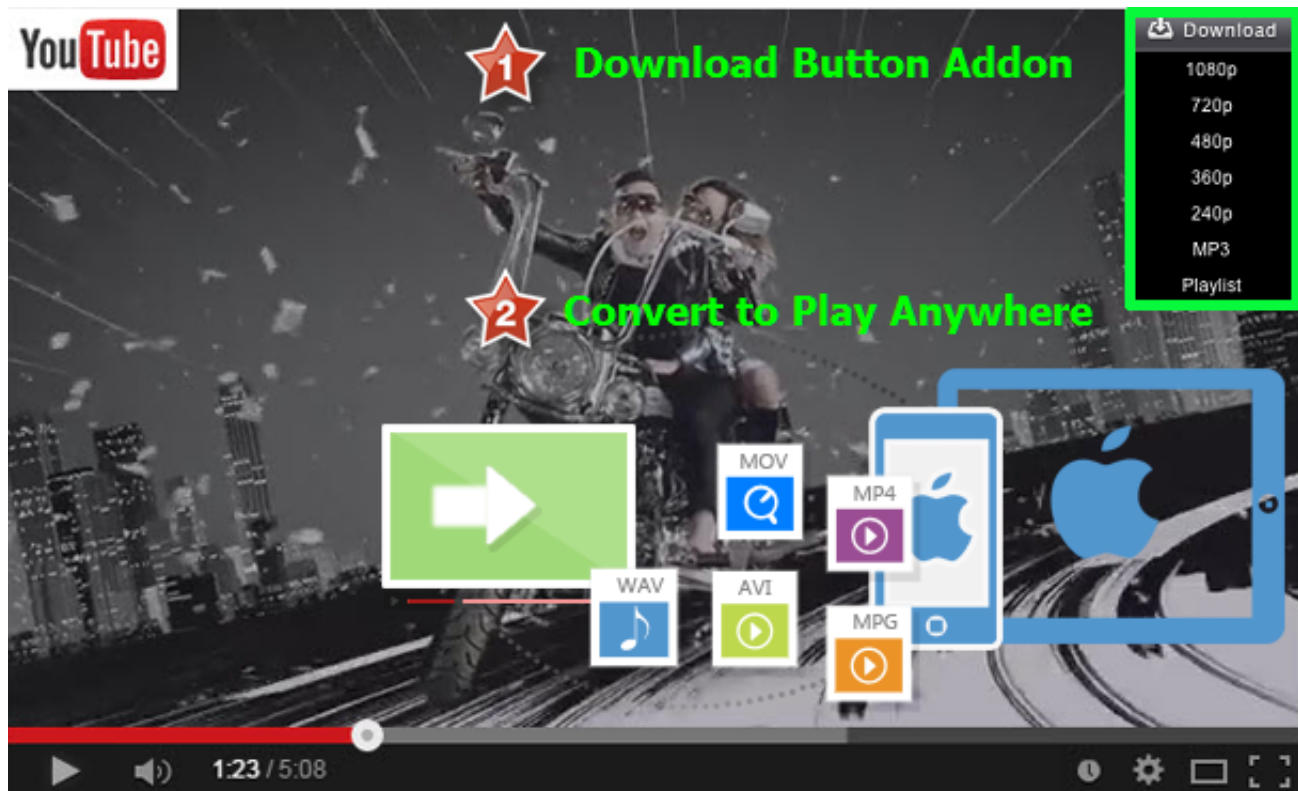 YouTube
1 Download Button Addon
Download
1080p
720p
480p
360p
240p
MP3
Playlist
2 Convert to Play Anywhere
MOV
MP4
WAV
AVI
MPG
1:23 / 5:08